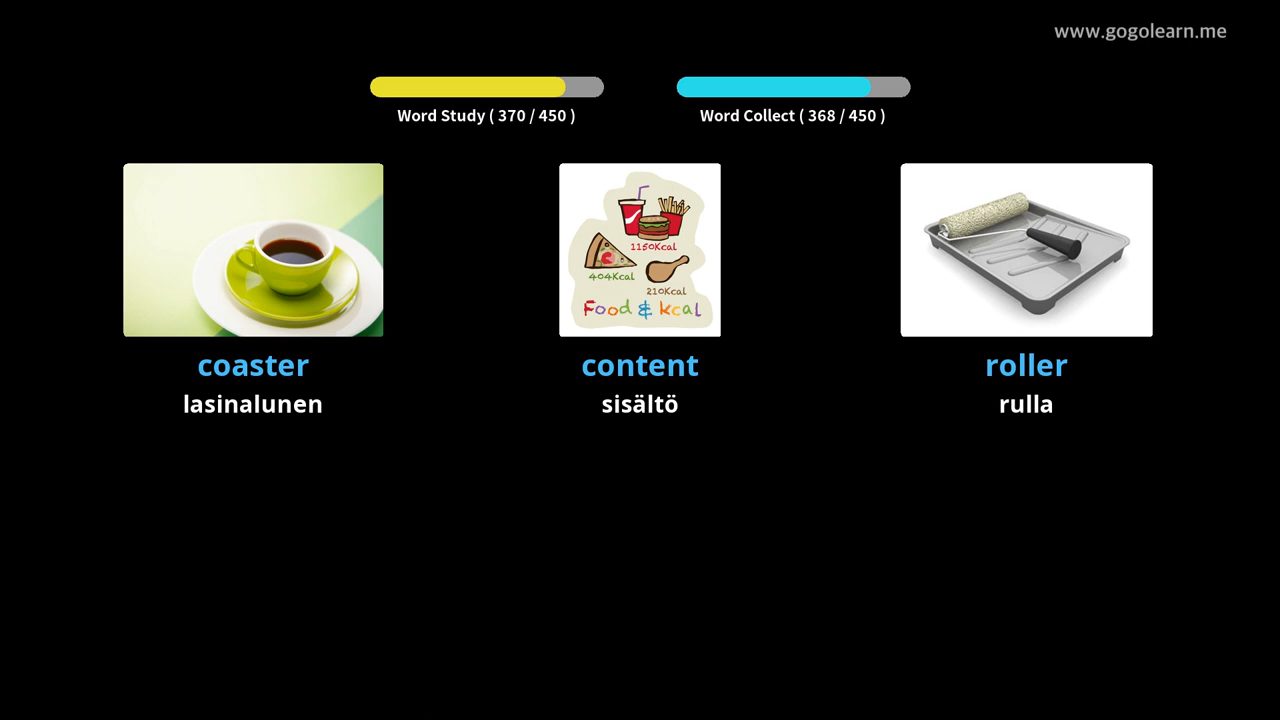 www.gogolearn.me
Word Study ( 370 / 450 )
Word Collect ( 368 / 450 )
1150Kcal
404Kcal
210Kcal
Food & kcal
coaster
content
roller
lasinalunen
sisältö
rulla